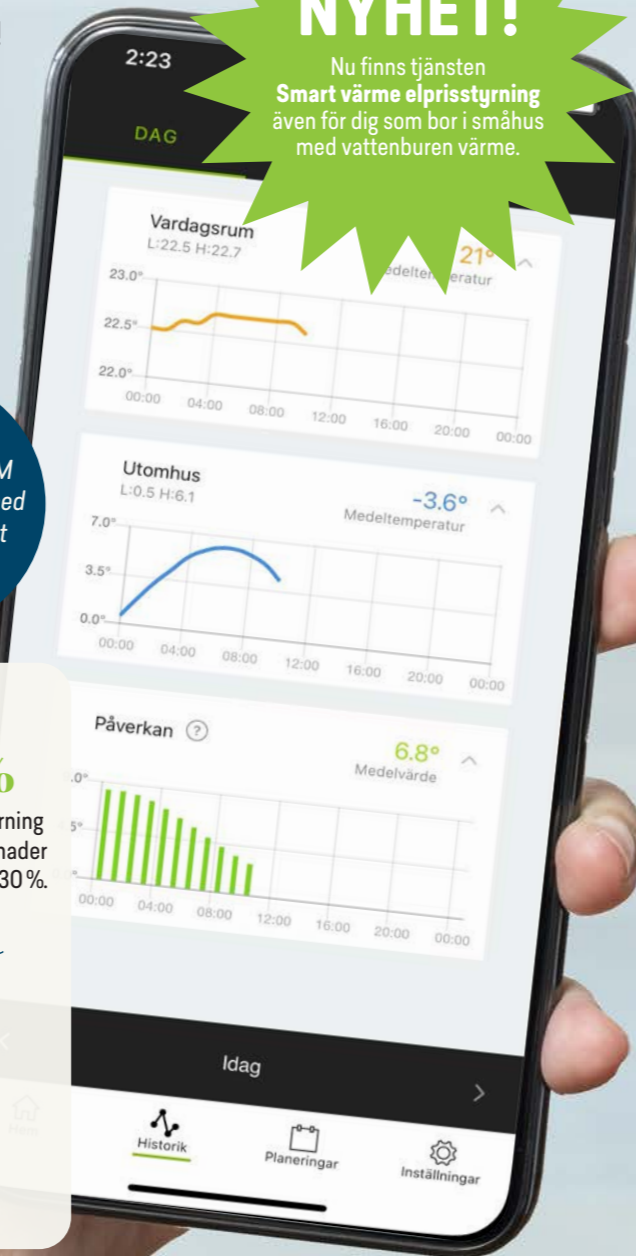 NYHET!
Nu finns tjänsten
Smart värme elprisstyrning
även för dig som bor i småhus
med vattenburen värme.
2:23
DAG
Vardagsrum
L:22.5 H:22.7
21°
23.0°
22.5°
22.0°
00:00 04:00 08:00 12:00 16:00 20:00 00:00
Utomhus
L:0.5 H:6.1
-3.6°
Medeltemperatur
7.0°
3.5°
0.0°
00:00 04:00 08:00 12:00 16:00 20:00 00:00
Påverkan ?
6.8°
Medelvärde
00:00 04:00 08:00 12:00 16:00 20:00 00:00
%
30%.
Idag
Hem
Historik
Planeringar
Inställningar